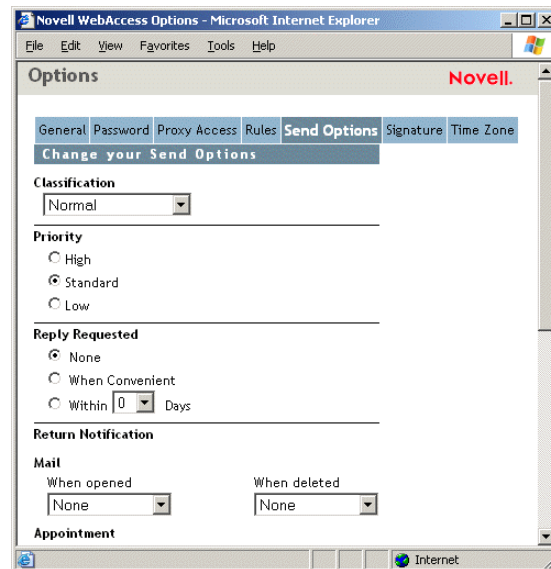 Novell WebAccess Options - Microsoft Internet Explorer
File Edit View Favorites Tools Help
Options
Novell.
General Password Proxy Access Rules Send Options Signature Time Zone
Change your Send Options
Classification
Normal
Priority
High
Standard
Low
Reply Requested
None
When Convenient
Within 0 Days
Return Notification
Mail
When opened When deleted
None None
Appointment
Internet